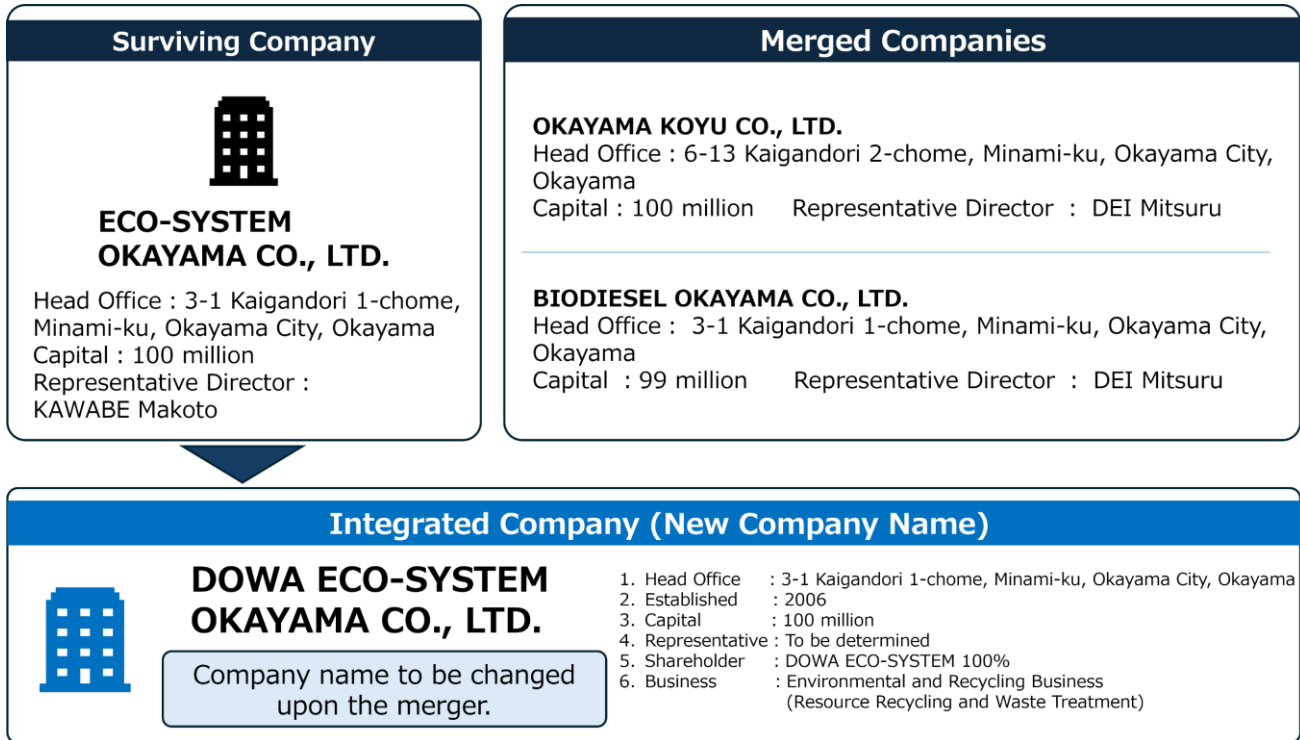 Surviving Company
ECO-SYSTEM
OKAYAMA CO., LTD.
Head Office : 3-1 Kaigandori 1-chome,
Minami-ku, Okayama City, Okayama
Capital : 100 million
Representative Director :
KAWABE Makoto
Merged Companies
OKAYAMA KOYU CO., LTD.
Head Office : 6-13 Kaigandori 2-chome, Minami-ku, Okayama City,
Okayama
Capital : 100 million Representative Director : DEI Mitsuru
BIODIESEL OKAYAMA CO., LTD.
Head Office : 3-1 Kaigandori 1-chome, Minami-ku, Okayama City,
Okayama
Capital : 99 million Representative Director : DEI Mitsuru
Integrated Company (New Company Name)
DOWA ECO-SYSTEM
OKAYAMA CO., LTD.
Company name to be changed
upon the merger.
1. Head Office : 3-1 Kaigandori 1-chome, Minami-ku, Okayama City, Okayama
2. Established : 2006
3. Capital : 100 million
4. Representative : To be determined
5. Shareholder : DOWA ECO-SYSTEM 100%
6. Business : Environmental and Recycling Business
(Resource Recycling and Waste Treatment)